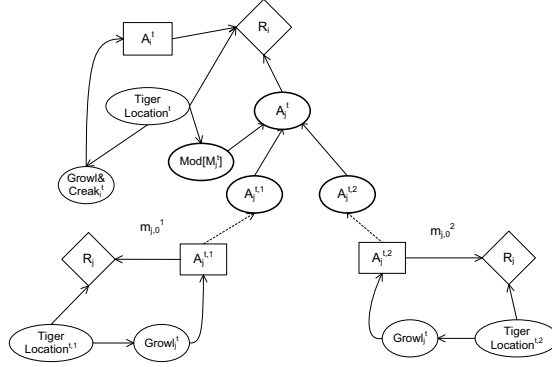 R_i
A_i^t
Tiger
Location^t
A_j^t
Mod[M_j^t]
Growl&
Creak_i^t
A_j^{t,1}
A_j^{t,2}
m_{j,0}^1
m_{j,0}^2
R_j
A_j^{t,1}
A_j^{t,2}
R_j
Tiger
Location^{t,1}
Growl_j^t
Growl_j^t
Tiger
Location^{t,2}